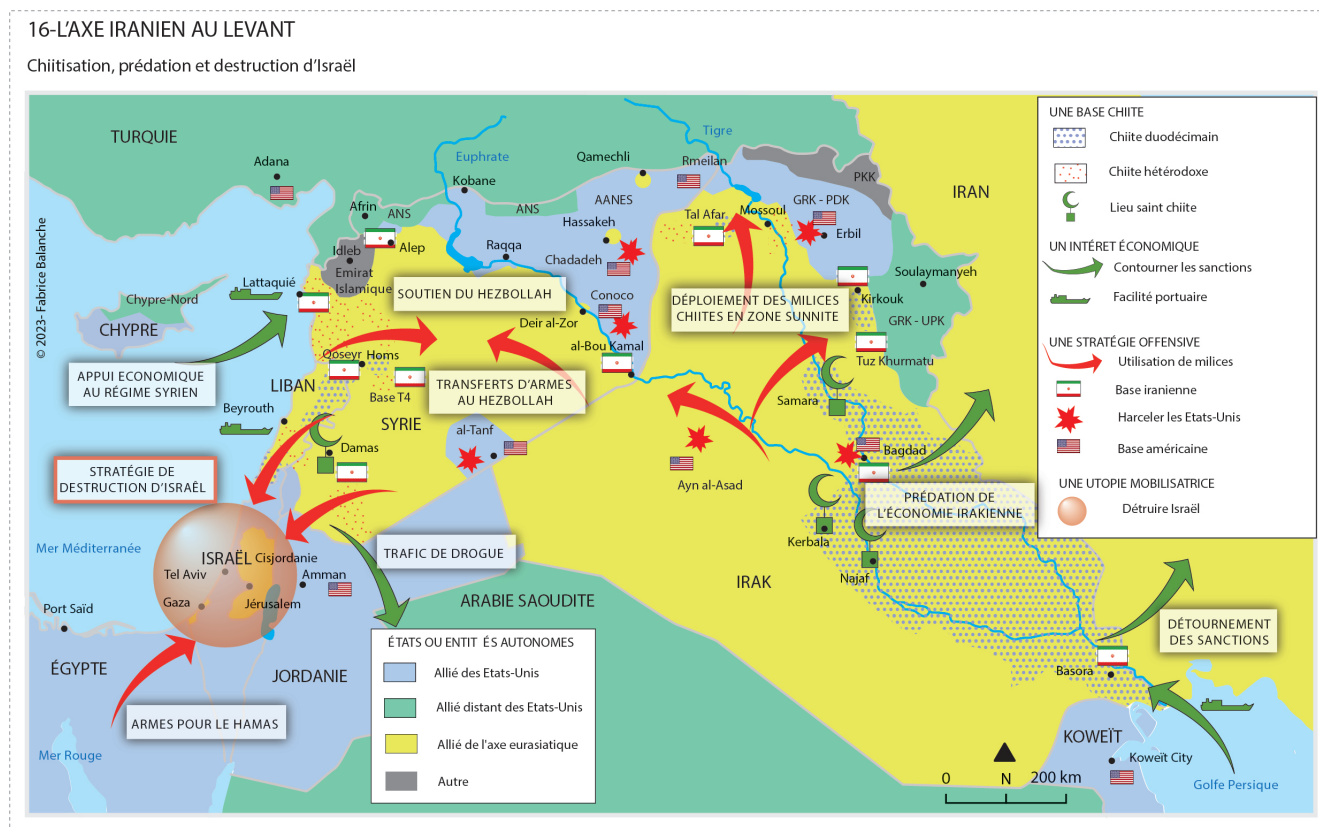 16-L'AXE IRANIEN AU LEVANT
Chiitisation, prédation et destruction d'Israël
© 2023- Fabrice Balanche
TURQUIE
Adana
Euphrate
Kobane
Qamechli
Tigre
Rmeilan
PKK
IRAN
Afrin
ANS
ANS
AANES
Hassakeh
Tal Afar
Mossoul
GRK - PDK
Erbil
Idleb
Emirat
Islamique
Alep
Raqqa
Chadadeh
Soulaymanyeh
Lattaquié
Chypre-Nord
CHYPRE
SOUTIEN DU HEZBOLLAH
Conoco
Deir al-Zor
al-Bou Kamal
DÉPLOIEMENT DES MILICES
CHIITES EN ZONE SUNNITE
Kirkouk
GRK - UPK
Tuz Khurmatu
APPUI ECONOMIQUE
AU RÉGIME SYRIEN
LIBAN
Qoseyr
Homs
Base T4
TRANSFERTS D'ARMES
AU HEZBOLLAH
Beyrouth
SYRIE
al-Tanf
Samara
Damas
Bagdad
STRATÉGIE DE
DESTRUCTION D'ISRAËL
Ayn al-Asad
PRÉDATION DE
L'ÉCONOMIE IRAKIENNE
Kerbala
Najaf
Mer Méditerranée
ISRAËL
Cisjordanie
Tel Aviv
Amman
Gaza
Jérusalem
TRAFIC DE DROGUE
IRAK
Port Saïd
ARABIE SAOUDITE
ÉGYPTE
JORDANIE
DÉTOURNEMENT
DES SANCTIONS
Basora
ARMES POUR LE HAMAS
Mer Rouge
KOWEÏT
Koweït City
Golfe Persique
0
N
200 km
UNE BASE CHIITE
Chiite duodécimain
Chiite hétérodoxe
Lieu saint chiite
UN INTÉRET ÉCONOMIQUE
Contourner les sanctions
Facilité portuaire
UNE STRATÉGIE OFFENSIVE
Utilisation de milices
Base iranienne
Harceler les Etats-Unis
Base américaine
UNE UTOPIE MOBILISATRICE
Détruire Israël
ÉTATS OU ENTIT ÉS AUTONOMES
Allié des Etats-Unis
Allié distant des Etats-Unis
Allié de l'axe eurasiatique
Autre